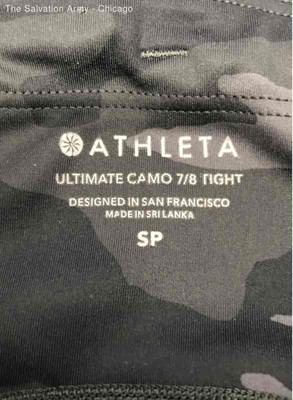 The Salvation Army - Chicago
ATHLETA
ULTIMATE CAMO 7/8 TIGHT
DESIGNED IN SAN FRANCISCO
MADE IN SRI LANKA
SP